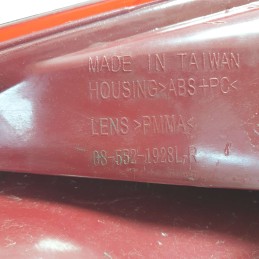 MADE IN TAIWAN
HOUSING>ABS+PC<
LENS >PMMA<
08-552-1928L-R